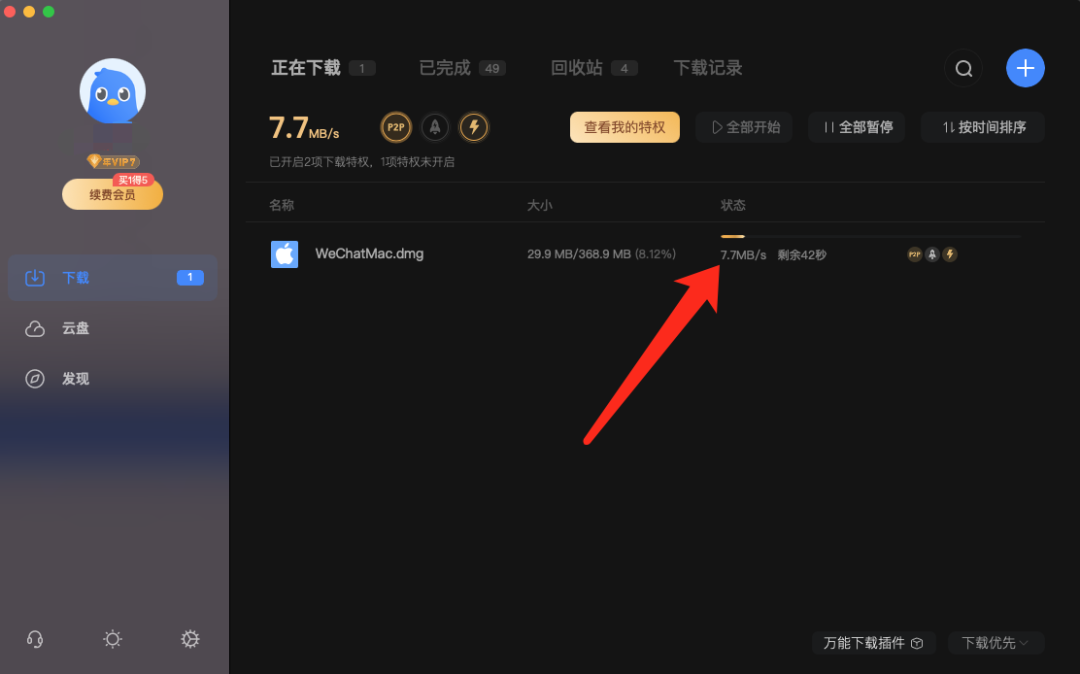 正在下载 1 已完成 49 回收站 4 下载记录
7.7MB/s P2P 查看我的特权 全部开始 全部暂停 按时间排序
已开启2项下载特权，1项特权未开启
年VIP7
买1得5
续费会员
名称 大小 状态
WeChatMac.dmg 29.9 MB/368.9 MB (8.12%) 7.7MB/s 剩余42秒 P2P
下载 1
云盘
发现
万能下载插件 下载优先